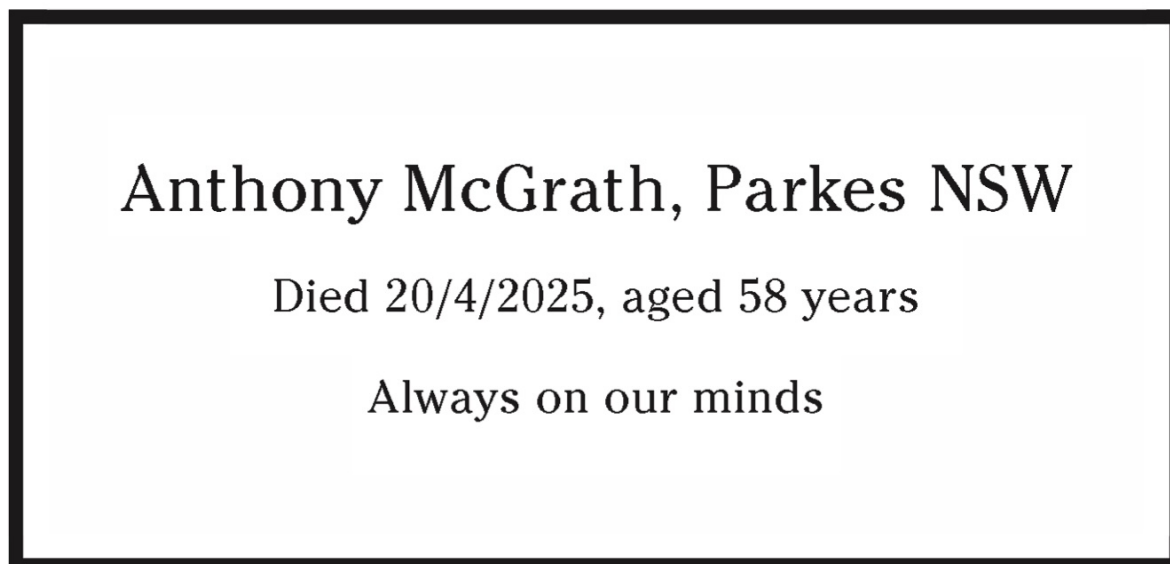 Anthony McGrath, Parkes NSW
Died 20/4/2025, aged 58 years
Always on our minds